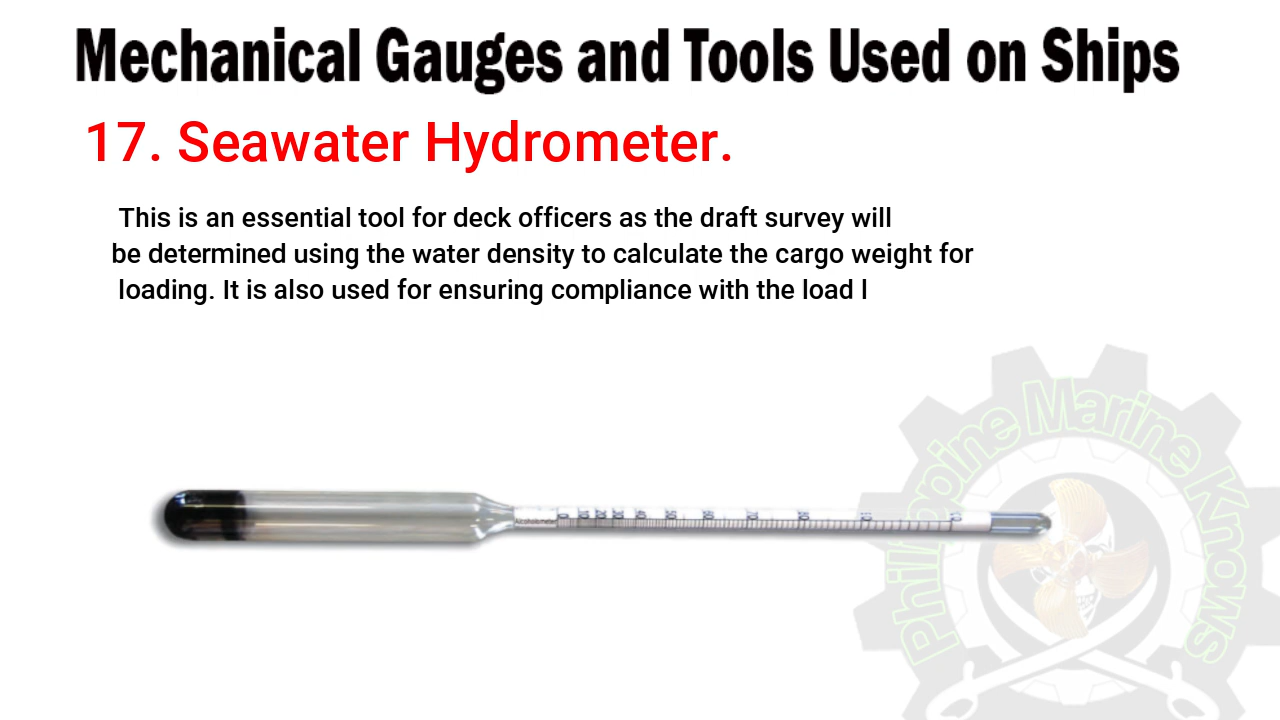 Mechanical Gauges and Tools Used on Ships
17. Seawater Hydrometer.
This is an essential tool for deck officers as the draft survey will
be determined using the water density to calculate the cargo weight for
loading. It is also used for ensuring compliance with the load l
Philippine Marine Knows